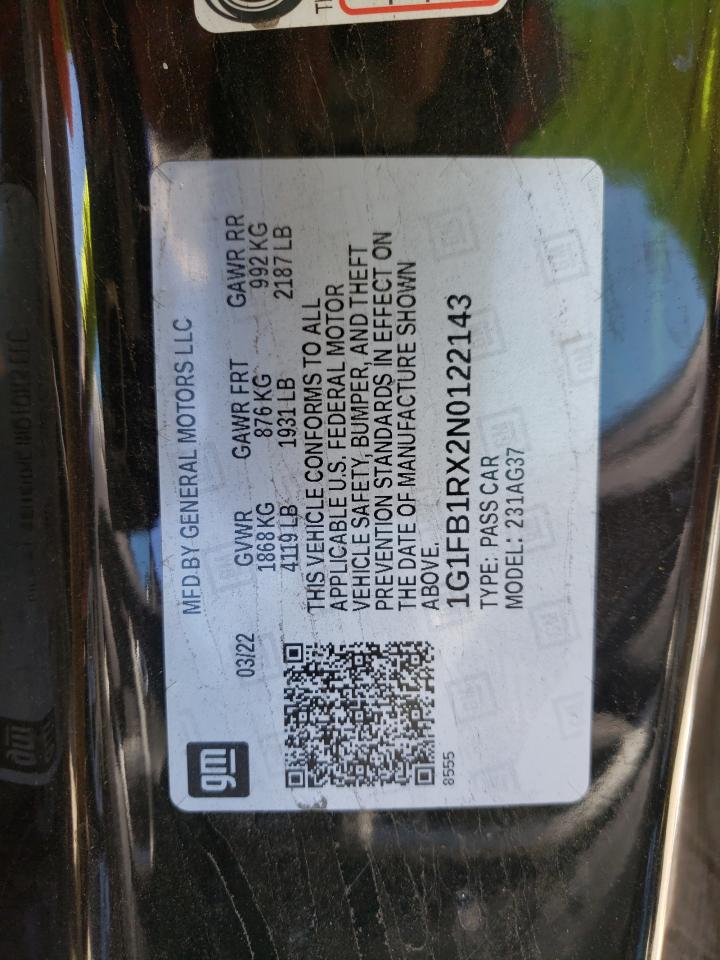 MFD BY GENERAL MOTORS LLC
03/22
GVWR GAWR FRT GAWR RR
1868 KG 876 KG 992 KG
4119 LB 1931 LB 2187 LB
THIS VEHICLE CONFORMS TO ALL
APPLICABLE U.S. FEDERAL MOTOR
VEHICLE SAFETY, BUMPER, AND THEFT
PREVENTION STANDARDS IN EFFECT ON
THE DATE OF MANUFACTURE SHOWN
ABOVE.
1G1FB1RX2N0122143
TYPE: PASS CAR
MODEL: 231AG37
gm
8555